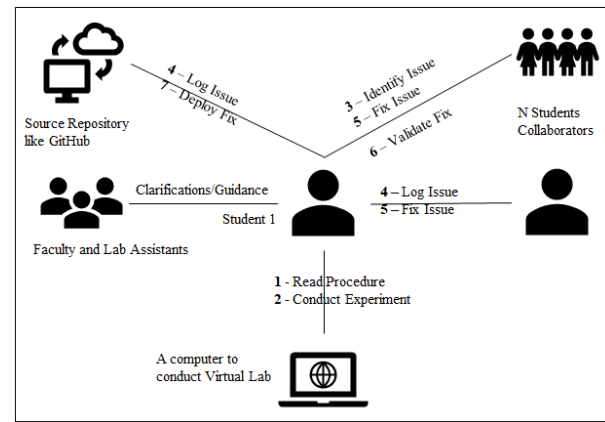 4 – Log Issue
7 – Deploy Fix
3 – Identify Issue
5 – Fix Issue
6 – Validate Fix
Source Repository
like GitHub
N Students
Collaborators
Clarifications/Guidance
Student 1
4 – Log Issue
5 – Fix Issue
Faculty and Lab Assistants
1 - Read Procedure
2 - Conduct Experiment
A computer to
conduct Virtual Lab